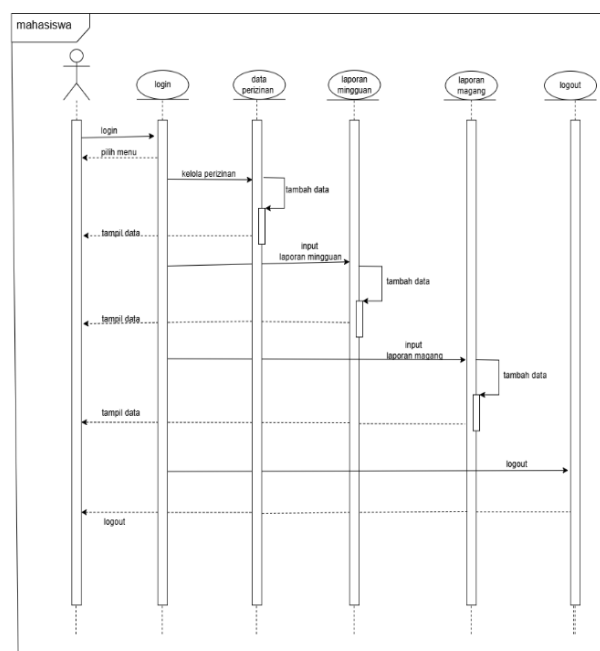 mahasiswa
login
data
perizinan
laporan
mingguan
laporan
magang
logout
login
pilih menu
kelola perizinan
tambah data
tampil data
input
laporan mingguan
tambah data
tampil data
input
laporan magang
tambah data
tampil data
logout
logout